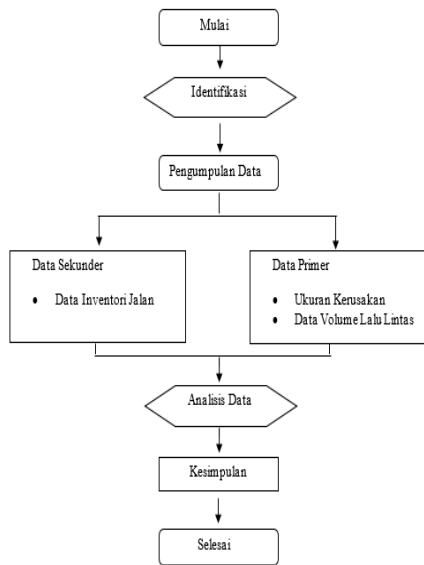 Mulai
Identifikasi
Pengumpulan Data
Data Sekunder
• Data Inventori Jalan
Data Primer
• Ukuran Kerusakan
• Data Volume Lalu Lintas
Analisis Data
Kesimpulan
Selesai